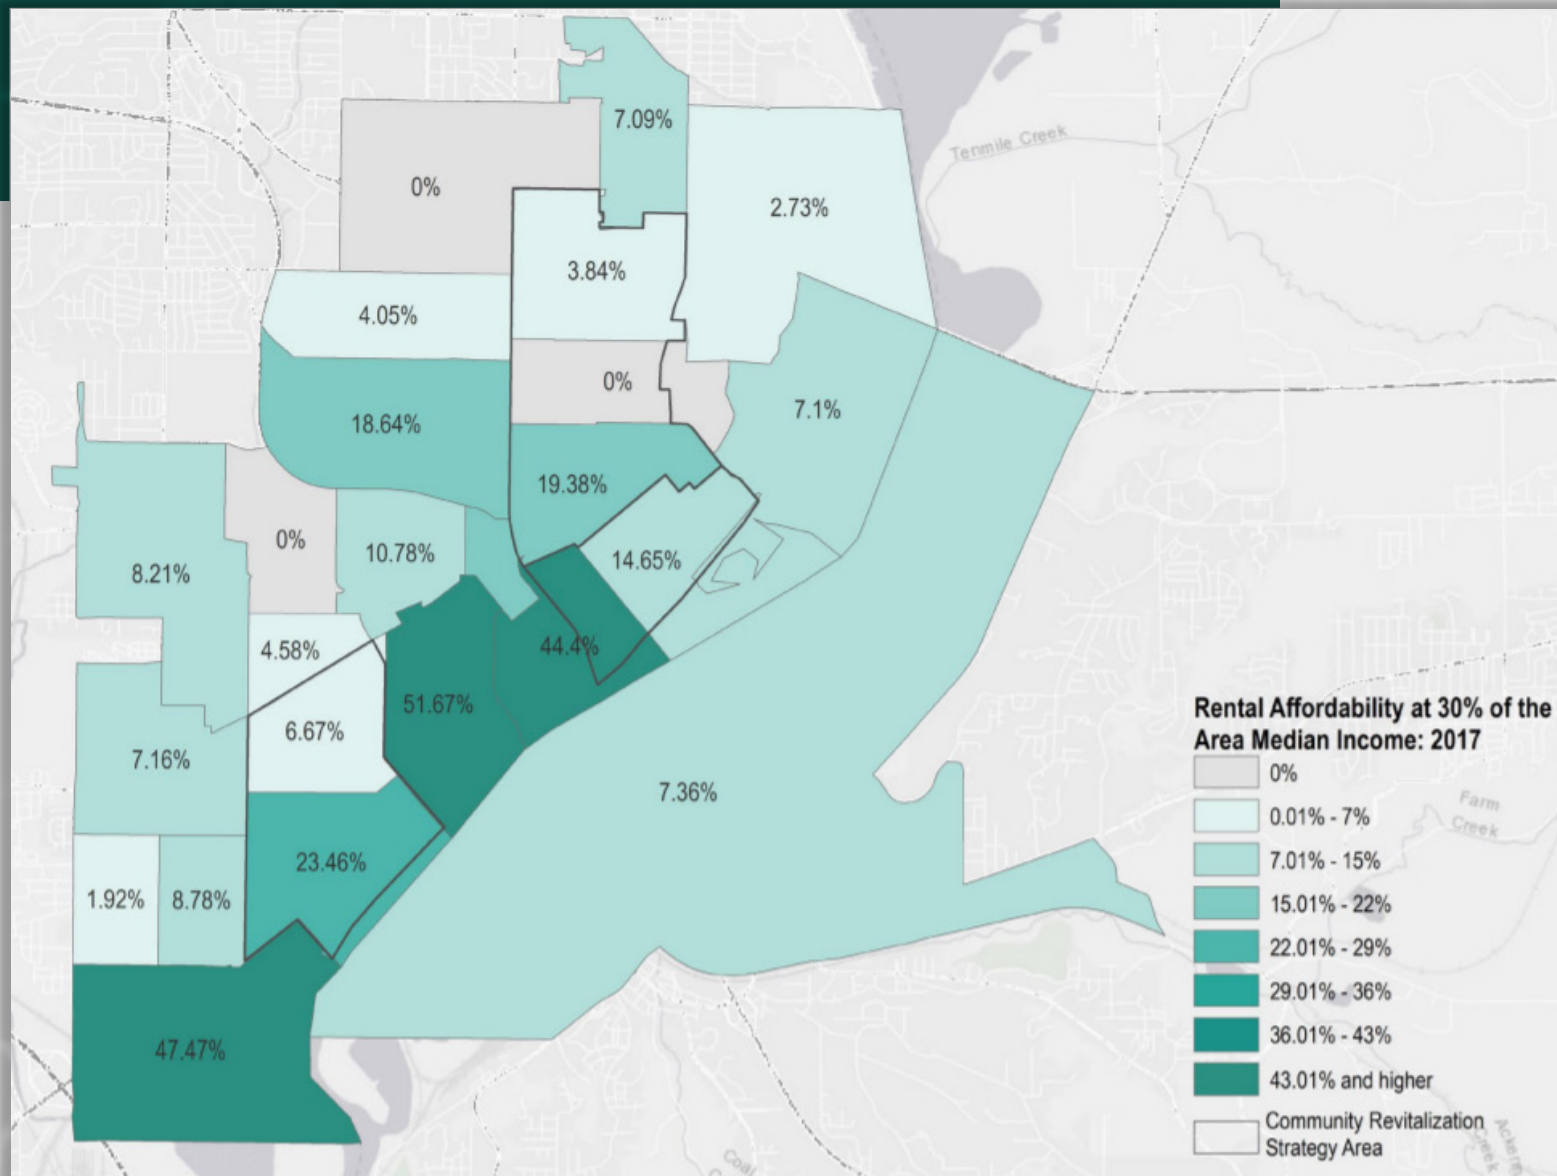 7.09%
Tenmile Creek
0%
2.73%
3.84%
4.05%
0%
7.1%
18.64%
19.38%
0%
10.78%
14.65%
8.21%
4.58%
44.4%
51.67%
6.67%
7.16%
7.36%
23.46%
1.92%
8.78%
47.47%
Rental Affordability at 30% of the
Area Median Income: 2017
0%
0.01% - 7%
7.01% - 15%
15.01% - 22%
22.01% - 29%
29.01% - 36%
36.01% - 43%
43.01% and higher
Community Revitalization
Strategy Area
Farm
Creek
Coal